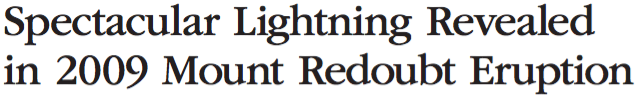 Spectacular Lightning Revealed
in 2009 Mount Redoubt Eruption